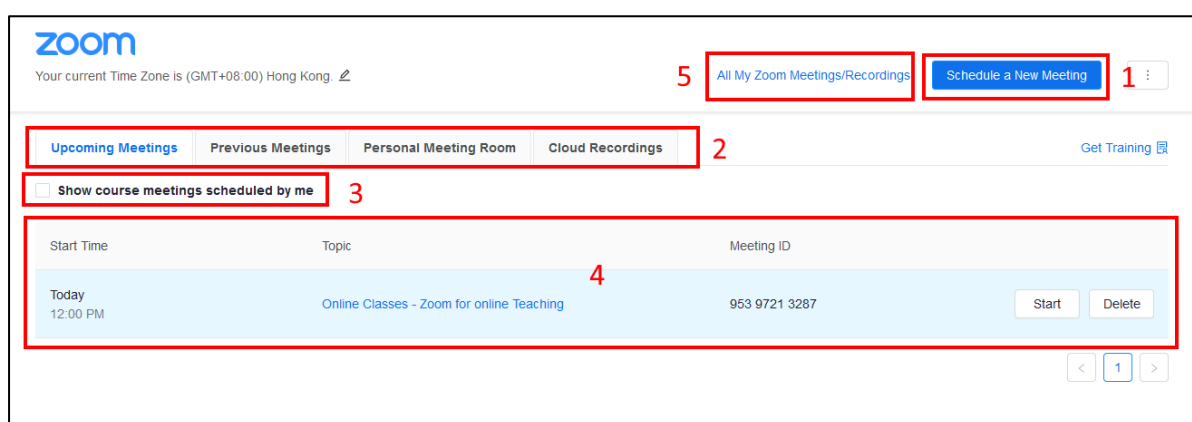 zoom
Your current Time Zone is (GMT+08:00) Hong Kong.
5 All My Zoom Meetings/Recordings Schedule a New Meeting 1
Upcoming Meetings Previous Meetings Personal Meeting Room Cloud Recordings 2 Get Training
Show course meetings scheduled by me 3
Start Time Topic Meeting ID
4
Today
12:00 PM
Online Classes - Zoom for online Teaching 953 9721 3287 Start Delete
< 1 >